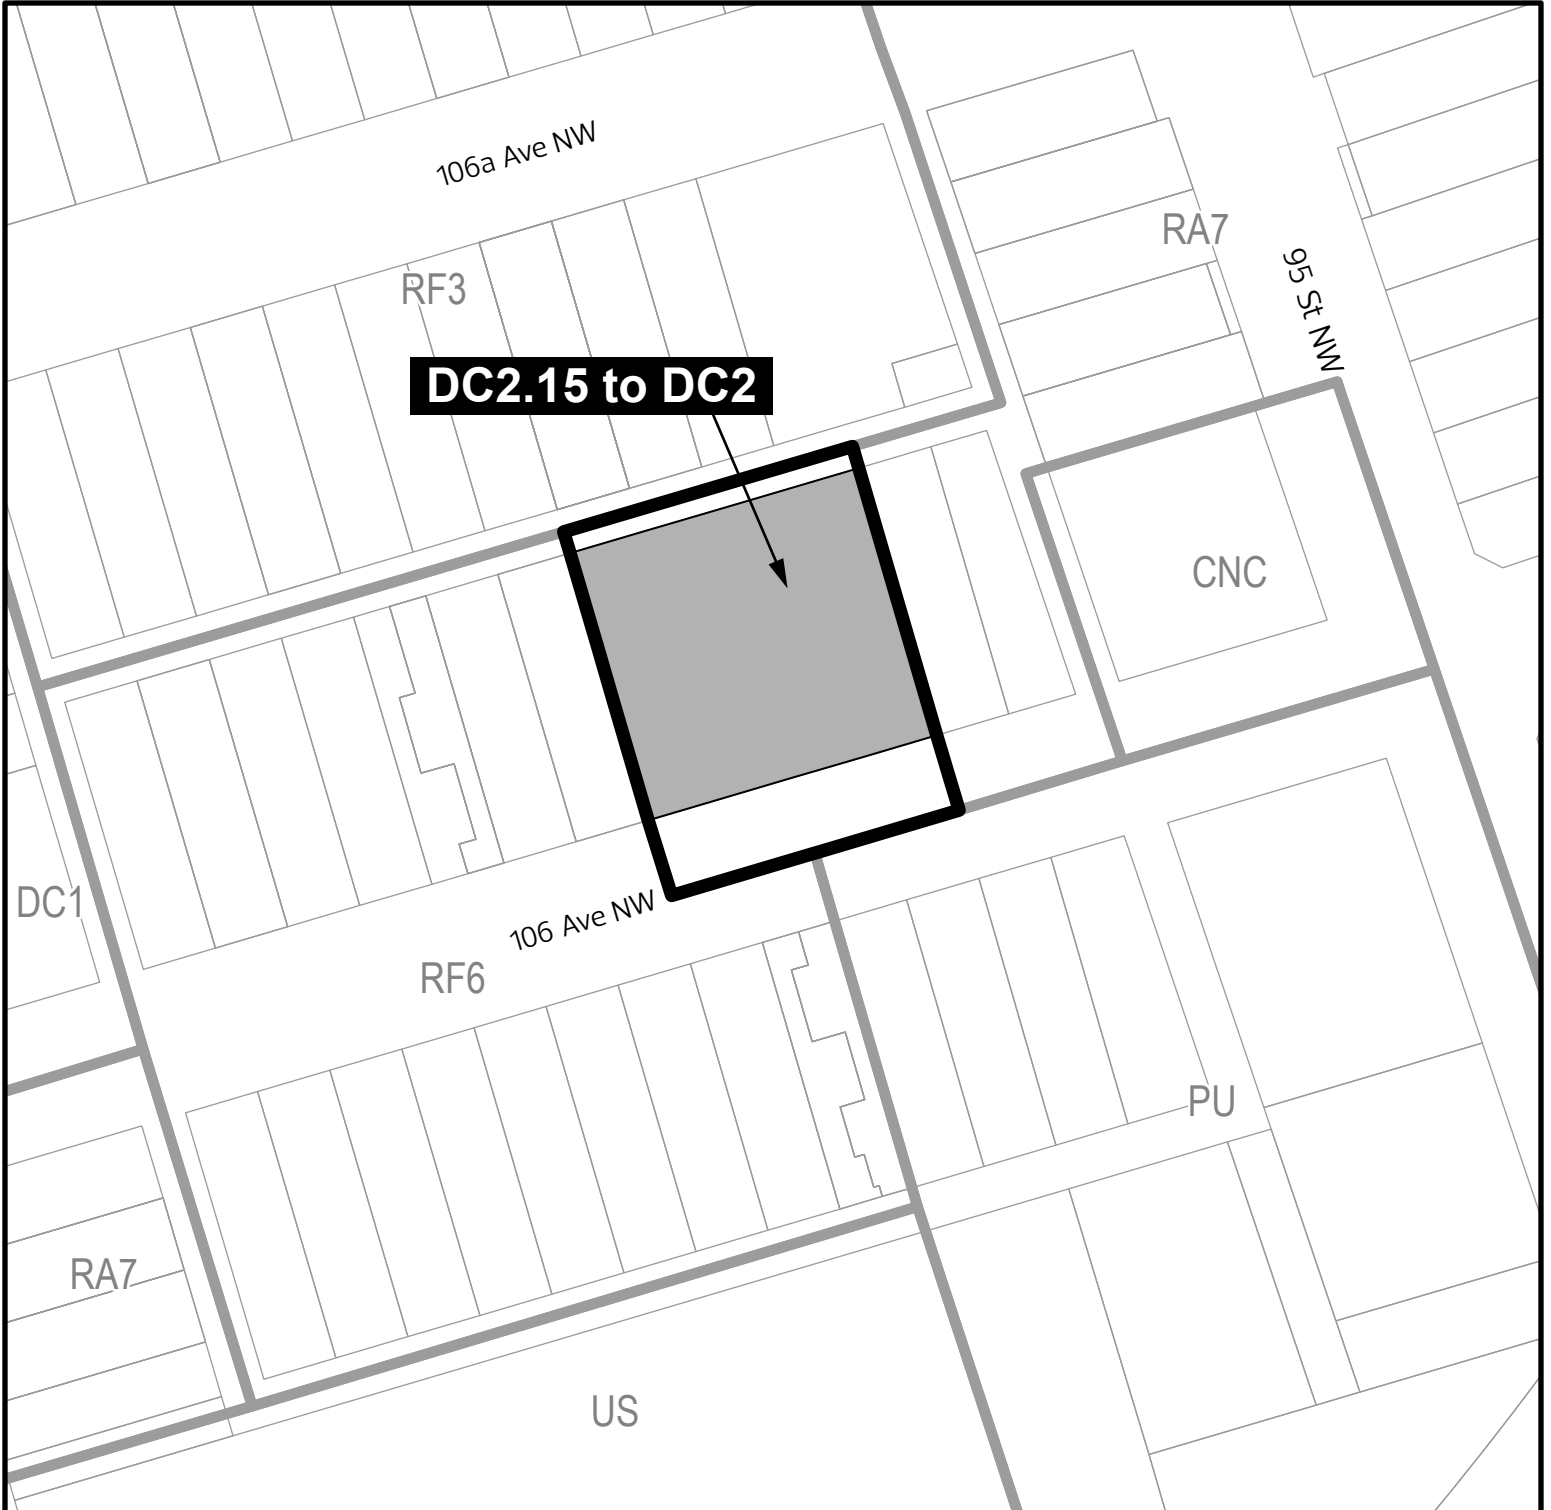 106a Ave NW
RA7
95 St NW
RF3
DC2.15 to DC2
CNC
DC1
106 Ave NW
RF6
PU
RA7
US